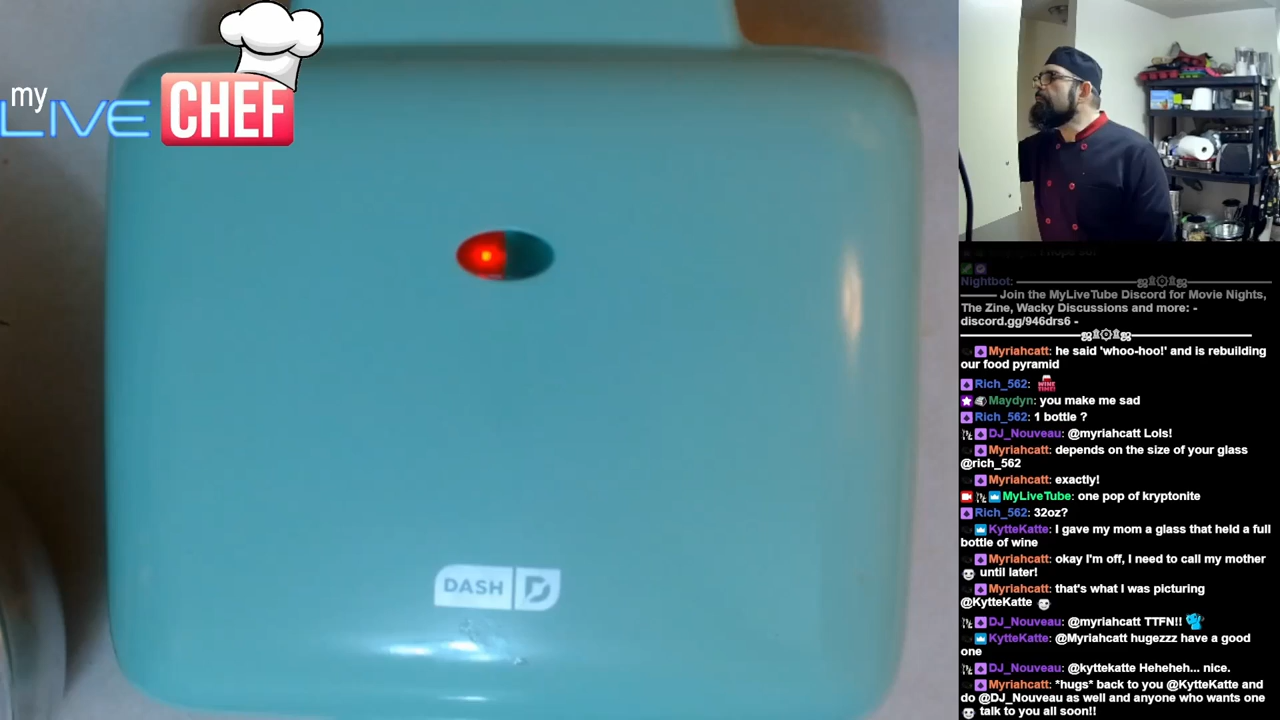 my
LIVE CHEF
DASH D
Nightbot:
Join the MyLiveTube Discord for Movie Nights,
The Zine, Wacky Discussions and more: -
discord.gg/946drs6 -
Myriahcatt: he said 'whoo-hoo!' and is rebuilding
our food pyramid
Rich_562: WINE TIME!
Maydyn: you make me sad
Rich_562: 1 bottle ?
DJ_Nouveau: @myriahcatt Lols!
Myriahcatt: depends on the size of your glass
@rich_562
Myriahcatt: exactly!
MyLiveTube: one pop of kryptonite
Rich_562: 32oz?
KytteKatte: I gave my mom a glass that held a full
bottle of wine
Myriahcatt: okay I'm off, I need to call my mother
until later!
Myriahcatt: that's what I was picturing
@KytteKatte
DJ_Nouveau: @myriahcatt TTFN!!
KytteKatte: @Myriahcatt hugezzz have a good
one
DJ_Nouveau: @kyttekatte Heheheh... nice.
Myriahcatt: *hugs* back to you @KytteKatte and
do @DJ_Nouveau as well and anyone who wants one
talk to you all soon!!